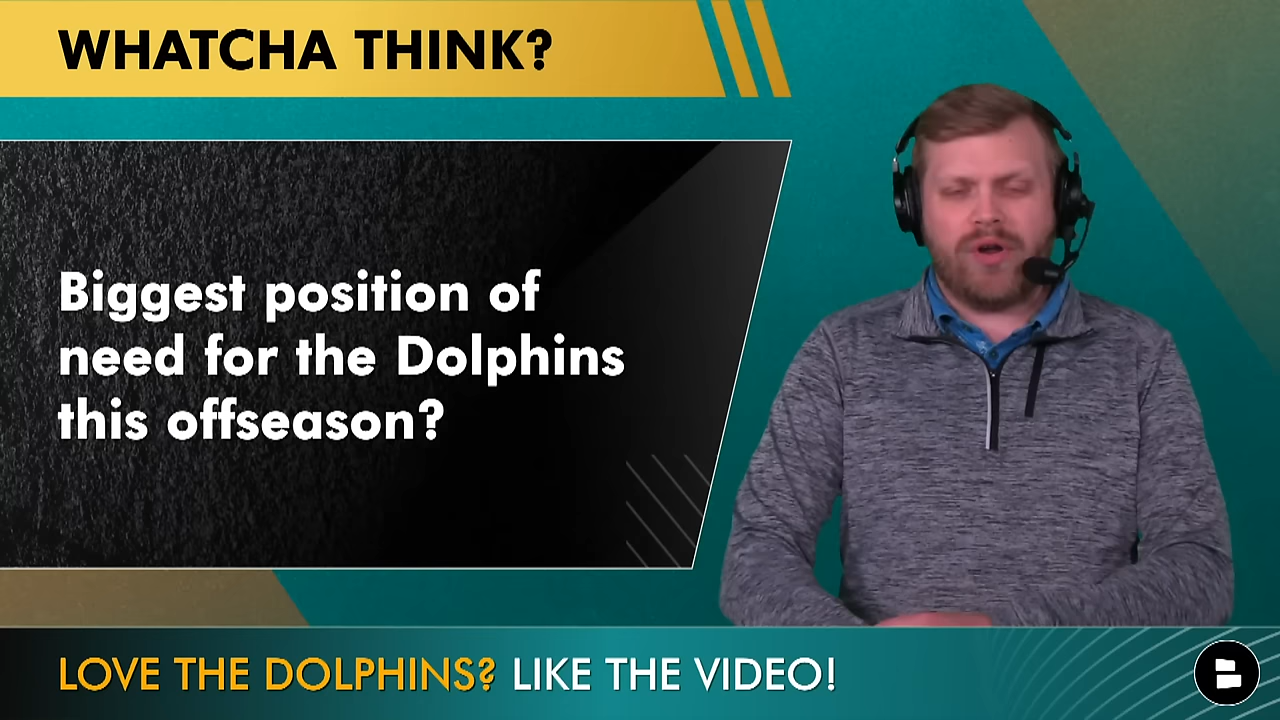 WHATCHA THINK?
Biggest position of
need for the Dolphins
this offseason?
LOVE THE DOLPHINS? LIKE THE VIDEO!